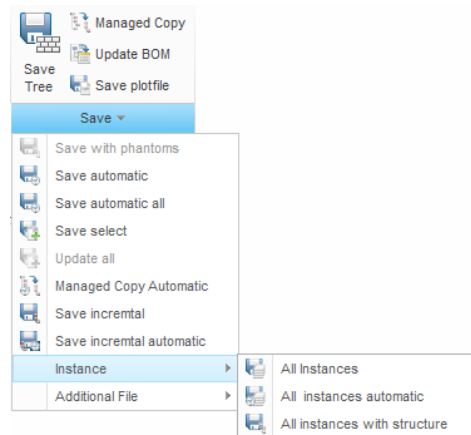 Save
Tree
Managed Copy
Update BOM
Save plotfile
Save
Save with phantoms
Save automatic
Save automatic all
Save select
Update all
Managed Copy Automatic
Save incremtal
Save incremtal automatic
Instance
Additional File
All Instances
All instances automatic
All instances with structure